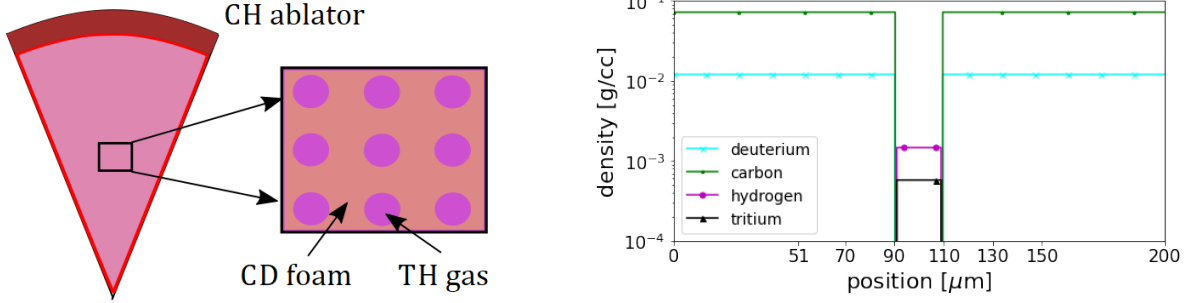 CH ablator
CD foam
TH gas
density [g/cc]
10⁻¹
10⁻²
10⁻³
10⁻⁴
deuterium
carbon
hydrogen
tritium
0 51 70 90 110 130 150 200
position [μm]